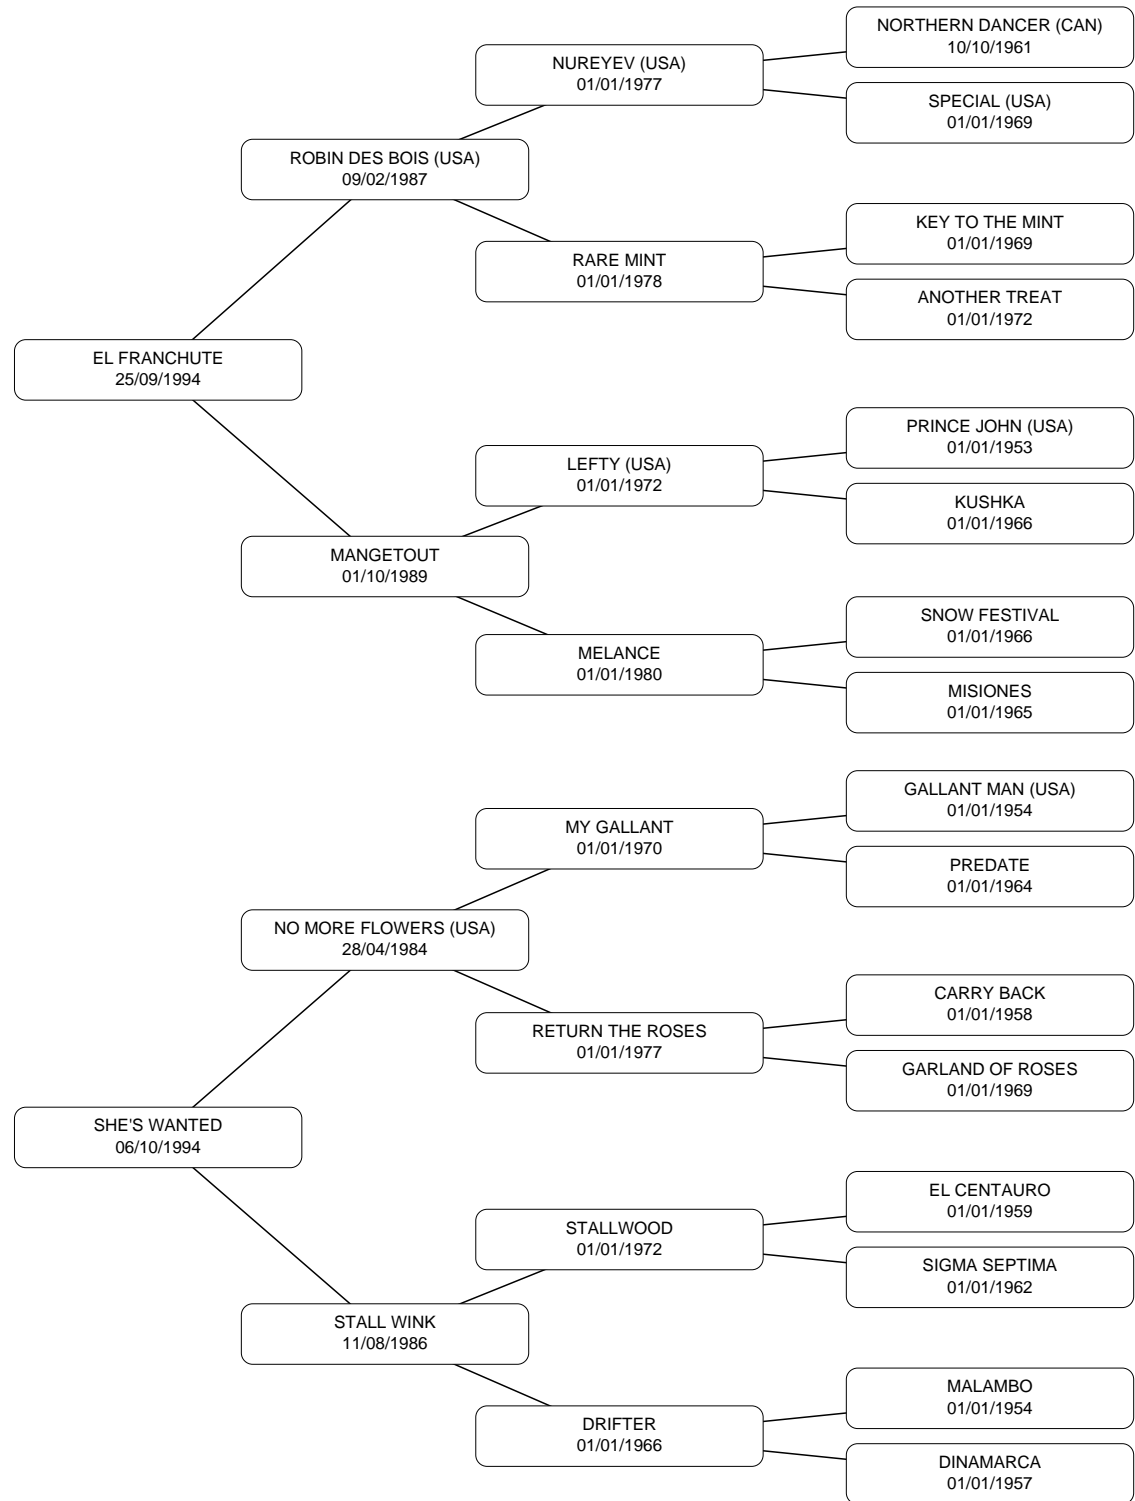 NORTHERN DANCER (CAN)
10/10/1961
NUREYEV (USA)
01/01/1977
SPECIAL (USA)
01/01/1969
ROBIN DES BOIS (USA)
09/02/1987
KEY TO THE MINT
01/01/1969
RARE MINT
01/01/1978
ANOTHER TREAT
01/01/1972
EL FRANCHUTE
25/09/1994
PRINCE JOHN (USA)
01/01/1953
LEFTY (USA)
01/01/1972
KUSHKA
01/01/1966
MANGETOUT
01/10/1989
SNOW FESTIVAL
01/01/1966
MELANCE
01/01/1980
MISIONES
01/01/1965
GALLANT MAN (USA)
01/01/1954
MY GALLANT
01/01/1970
PREDATE
01/01/1964
NO MORE FLOWERS (USA)
28/04/1984
CARRY BACK
01/01/1958
RETURN THE ROSES
01/01/1977
GARLAND OF ROSES
01/01/1969
SHE'S WANTED
06/10/1994
EL CENTAURO
01/01/1959
STALLWOOD
01/01/1972
SIGMA SEPTIMA
01/01/1962
STALL WINK
11/08/1986
MALAMBO
01/01/1954
DRIFTER
01/01/1966
DINAMARCA
01/01/1957